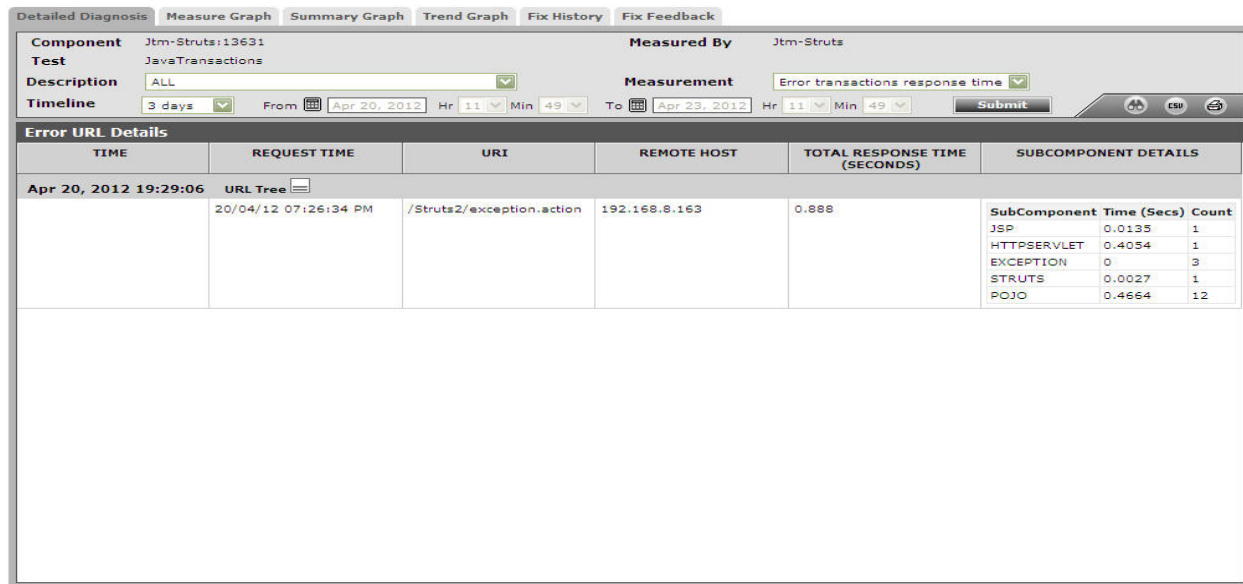 Detailed Diagnosis Measure Graph Summary Graph Trend Graph Fix History Fix Feedback
Component Jtm-Struts:13631 Measured By Jtm-Struts
Test JavaTransactions
Description ALL Measurement Error transactions response time
Timeline 3 days From Apr 20, 2012 Hr 11 Min 49 To Apr 23, 2012 Hr 11 Min 49 Submit CSV
Error URL Details
TIME REQUEST TIME URI REMOTE HOST TOTAL RESPONSE TIME (SECONDS) SUBCOMPONENT DETAILS
Apr 20, 2012 19:29:06 URL Tree
20/04/12 07:26:34 PM /Struts2/exception.action 192.168.8.163 0.888
SubComponent Time (Secs) Count
JSP 0.0135 1
HTTPSERVLET 0.4054 1
EXCEPTION 0 3
STRUTS 0.0027 1
POJO 0.4664 12